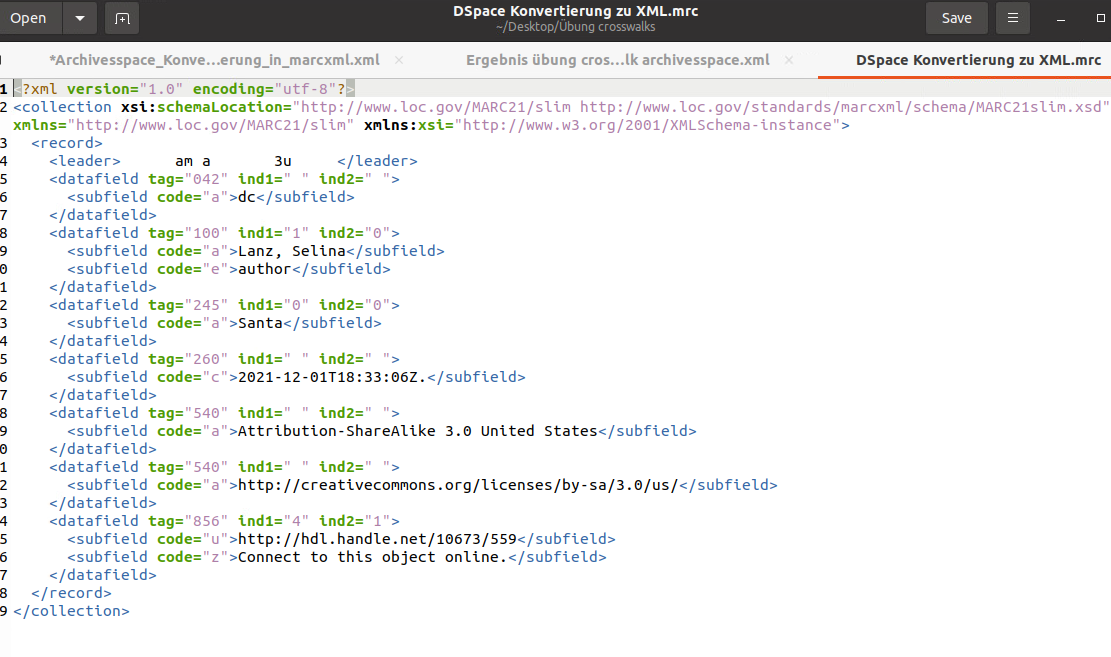 Open
DSpace Konvertierung zu XML.mrc
~/Desktop/Übung crosswalks
Save
*Archivesspace_Konve...erung_in_marcxml.xml
Ergebnis übung cros...lk archivesspace.xml
DSpace Konvertierung zu XML.mrc
1 <?xml version="1.0" encoding="utf-8"?>
2 <collection xsi:schemaLocation="http://www.loc.gov/MARC21/slim http://www.loc.gov/standards/marcxml/schema/MARC21slim.xsd"
xmlns="http://www.loc.gov/MARC21/slim" xmlns:xsi="http://www.w3.org/2001/XMLSchema-instance">
3   <record>
4     <leader>      am a       3u     </leader>
5     <datafield tag="042" ind1=" " ind2=" ">
6       <subfield code="a">dc</subfield>
7     </datafield>
8     <datafield tag="100" ind1="1" ind2="0">
9       <subfield code="a">Lanz, Selina</subfield>
0       <subfield code="e">author</subfield>
1     </datafield>
2     <datafield tag="245" ind1="0" ind2="0">
3       <subfield code="a">Santa</subfield>
4     </datafield>
5     <datafield tag="260" ind1=" " ind2=" ">
6       <subfield code="c">2021-12-01T18:33:06Z.</subfield>
7     </datafield>
8     <datafield tag="540" ind1=" " ind2=" ">
9       <subfield code="a">Attribution-ShareAlike 3.0 United States</subfield>
0     </datafield>
1     <datafield tag="540" ind1=" " ind2=" ">
2       <subfield code="a">http://creativecommons.org/licenses/by-sa/3.0/us/</subfield>
3     </datafield>
4     <datafield tag="856" ind1="4" ind2="1">
5       <subfield code="u">http://hdl.handle.net/10673/559</subfield>
6       <subfield code="z">Connect to this object online.</subfield>
7     </datafield>
8   </record>
9 </collection>